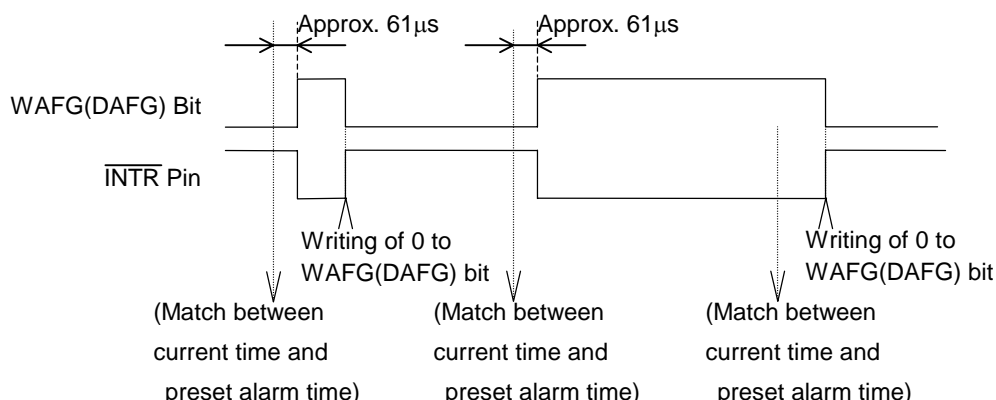 Approx. 61μs
Approx. 61μs
WAFG(DAFG) Bit
INTR Pin
Writing of 0 to
WAFG(DAFG) bit
Writing of 0 to
WAFG(DAFG) bit
(Match between
current time and
preset alarm time)
(Match between
current time and
preset alarm time)
(Match between
current time and
preset alarm time)